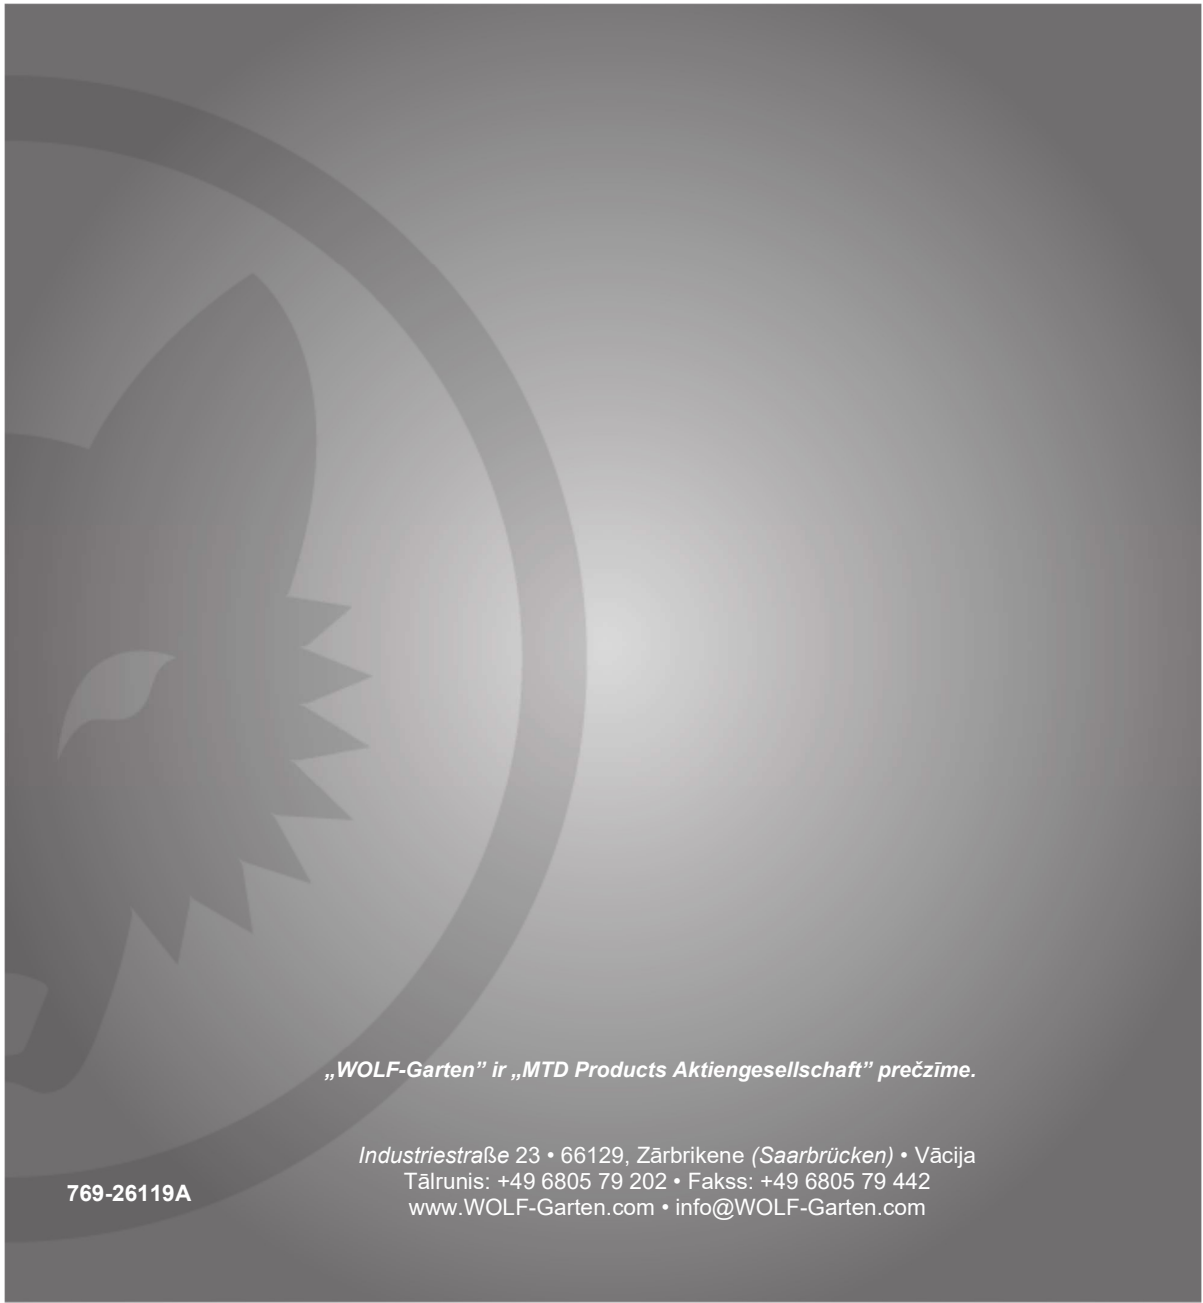 „WOLF-Garten” ir „MTD Products Aktiengesellschaft” prečzīme.
Industriestraße 23 • 66129, Zārbrikene (Saarbrücken) • Vācija
Tālrunis: +49 6805 79 202 • Fakss: +49 6805 79 442
www.WOLF-Garten.com • info@WOLF-Garten.com
769-26119A